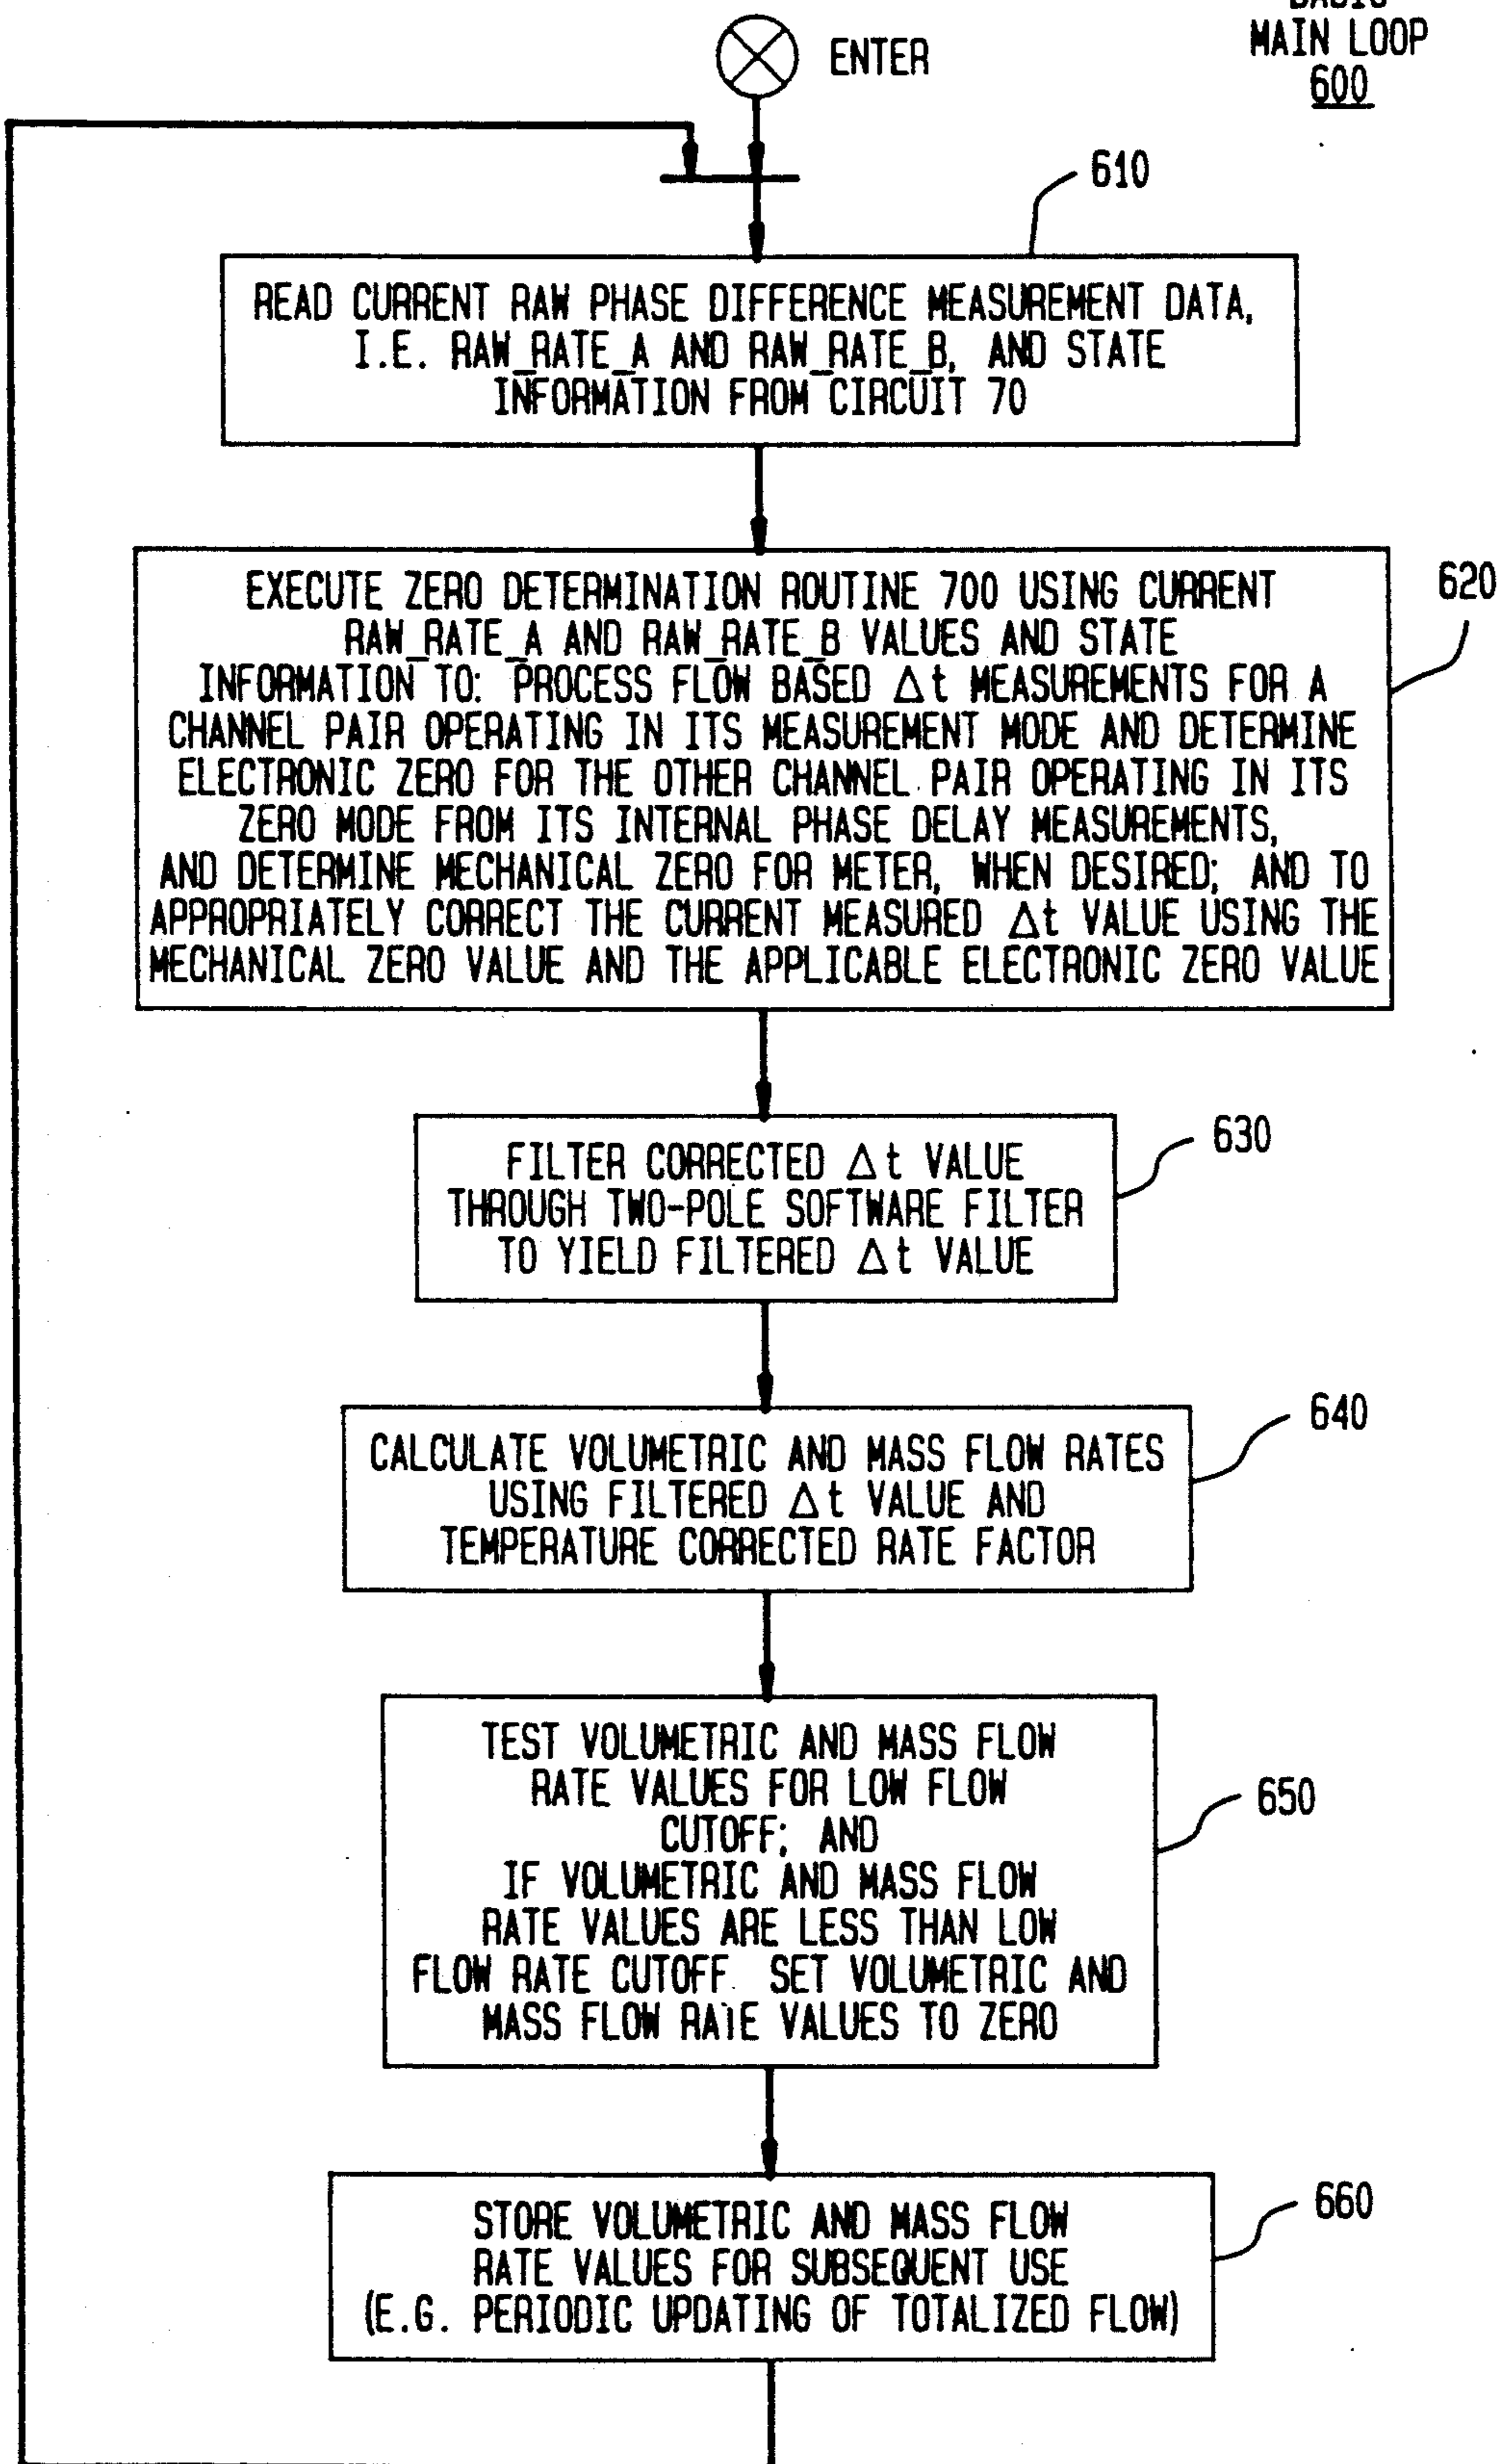 BASIC
MAIN LOOP
600
ENTER
610
READ CURRENT RAW PHASE DIFFERENCE MEASUREMENT DATA,
I.E. RAW_RATE_A AND RAW_RATE_B, AND STATE
INFORMATION FROM CIRCUIT 70
620
EXECUTE ZERO DETERMINATION ROUTINE 700 USING CURRENT
RAW_RATE_A AND RAW_RATE_B VALUES AND STATE
INFORMATION TO: PROCESS FLOW BASED Δt MEASUREMENTS FOR A
CHANNEL PAIR OPERATING IN ITS MEASUREMENT MODE AND DETERMINE
ELECTRONIC ZERO FOR THE OTHER CHANNEL PAIR OPERATING IN ITS
ZERO MODE FROM ITS INTERNAL PHASE DELAY MEASUREMENTS,
AND DETERMINE MECHANICAL ZERO FOR METER, WHEN DESIRED; AND TO
APPROPRIATELY CORRECT THE CURRENT MEASURED Δt VALUE USING THE
MECHANICAL ZERO VALUE AND THE APPLICABLE ELECTRONIC ZERO VALUE
630
FILTER CORRECTED Δt VALUE
THROUGH TWO-POLE SOFTWARE FILTER
TO YIELD FILTERED Δt VALUE
640
CALCULATE VOLUMETRIC AND MASS FLOW RATES
USING FILTERED Δt VALUE AND
TEMPERATURE CORRECTED RATE FACTOR
650
TEST VOLUMETRIC AND MASS FLOW
RATE VALUES FOR LOW FLOW
CUTOFF; AND
IF VOLUMETRIC AND MASS FLOW
RATE VALUES ARE LESS THAN LOW
FLOW RATE CUTOFF. SET VOLUMETRIC AND
MASS FLOW RATE VALUES TO ZERO
660
STORE VOLUMETRIC AND MASS FLOW
RATE VALUES FOR SUBSEQUENT USE
(E.G. PERIODIC UPDATING OF TOTALIZED FLOW)